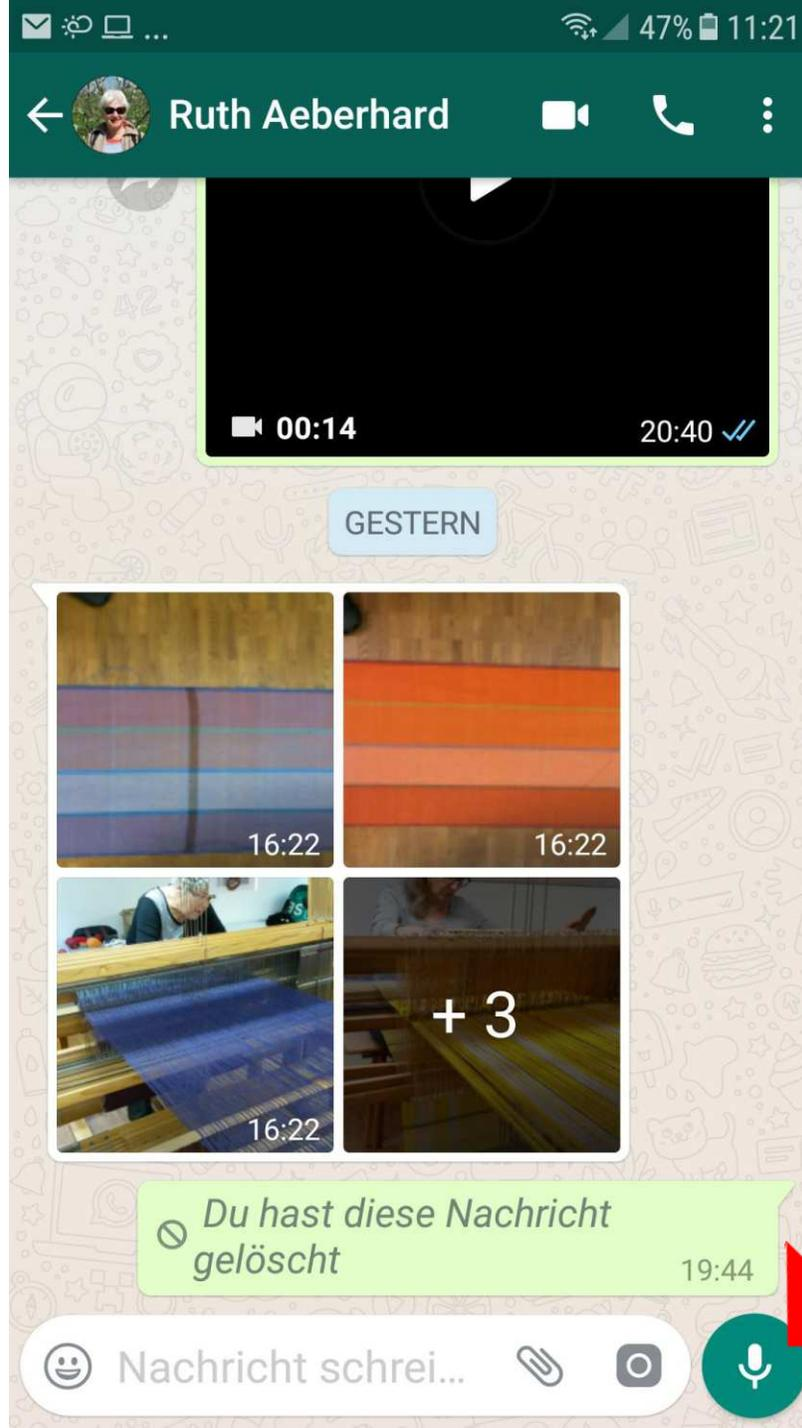 ... 47% 11:21
Ruth Aeberhard
00:14 20:40
GESTERN
16:22 16:22
BS
16:22 + 3
Du hast diese Nachricht
gelöscht 19:44
Nachricht schrei...